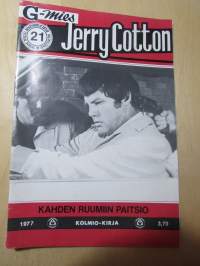 G-mies
Jerry Cotton
21
KAHDEN RUUMIIN PAITSIO
1977
KOLMIO-KIRJA
3,75